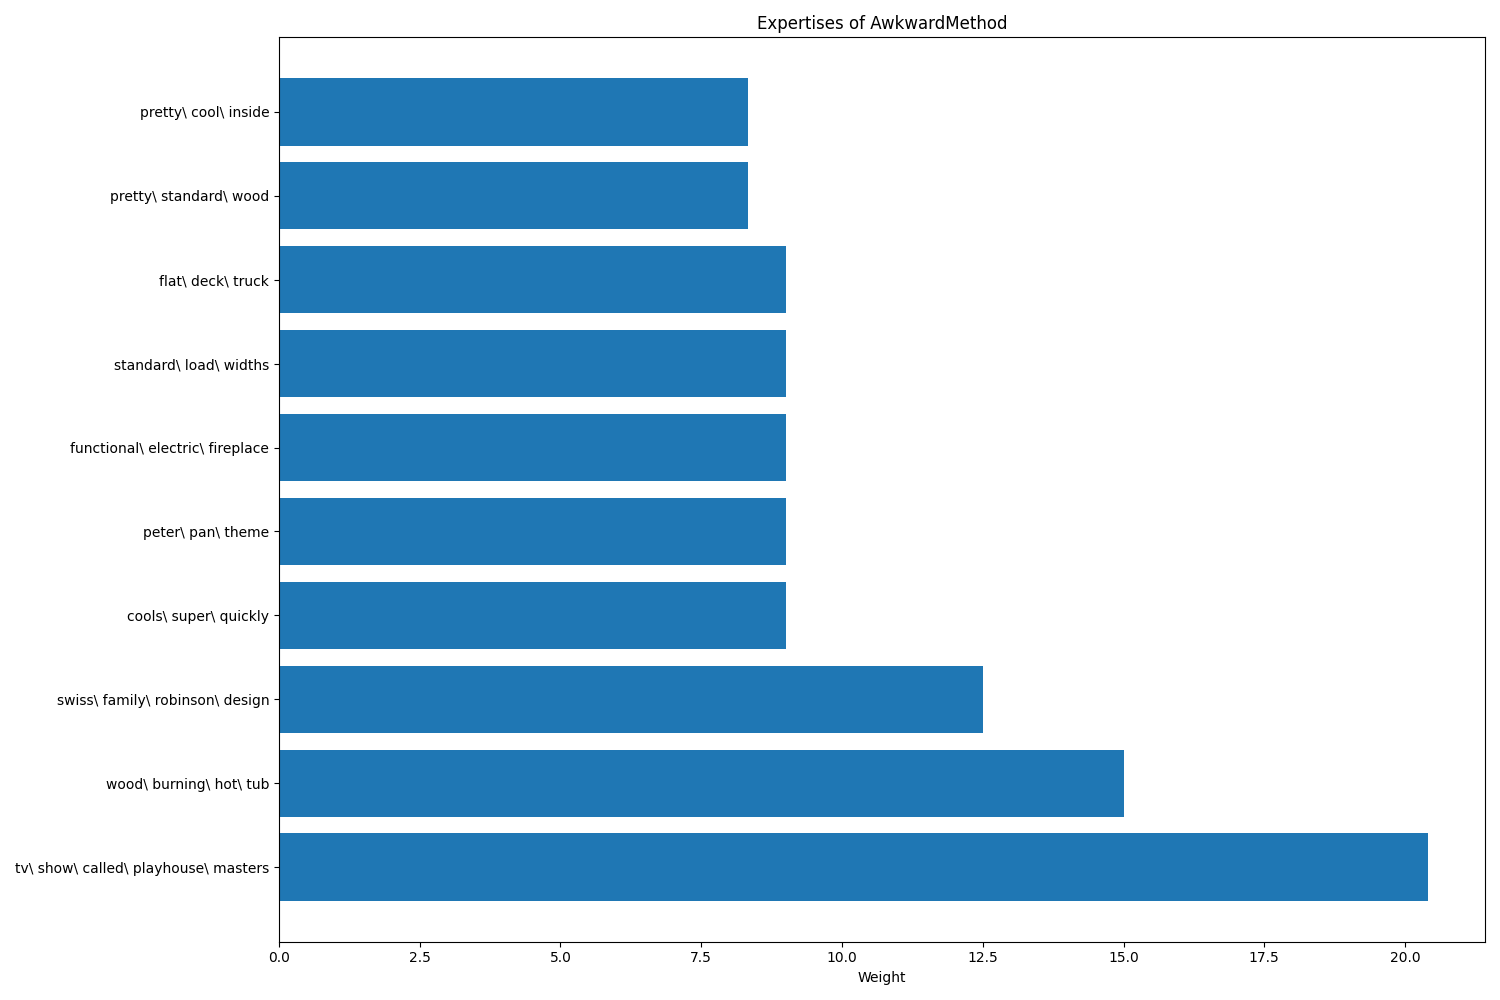 Expertises of AwkwardMethod
pretty\ cool\ inside
pretty\ standard\ wood
flat\ deck\ truck
standard\ load\ widths
functional\ electric\ fireplace
peter\ pan\ theme
cools\ super\ quickly
swiss\ family\ robinson\ design
wood\ burning\ hot\ tub
tv\ show\ called\ playhouse\ masters
0.0 2.5 5.0 7.5 10.0 12.5 15.0 17.5 20.0
Weight